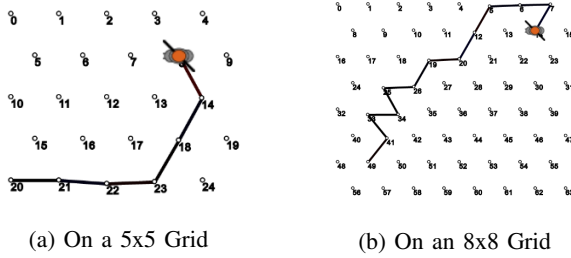 0 1 2 3 4
5 6 7 9
10 11 12 13 14
15 16 17 18 19
20 21 22 23 24
(a) On a 5x5 Grid
0 1 2 3 4 5 6 7
8 9 10 11 12 13 15
16 17 18 19 20 21 22 23
24 25 26 27 28 29 30 31
32 33 34 35 36 37 38 39
40 41 42 43 44 45 46 47
48 49 50 51 52 53 54 55
56 57 58 59 60 61 62 63
(b) On an 8x8 Grid